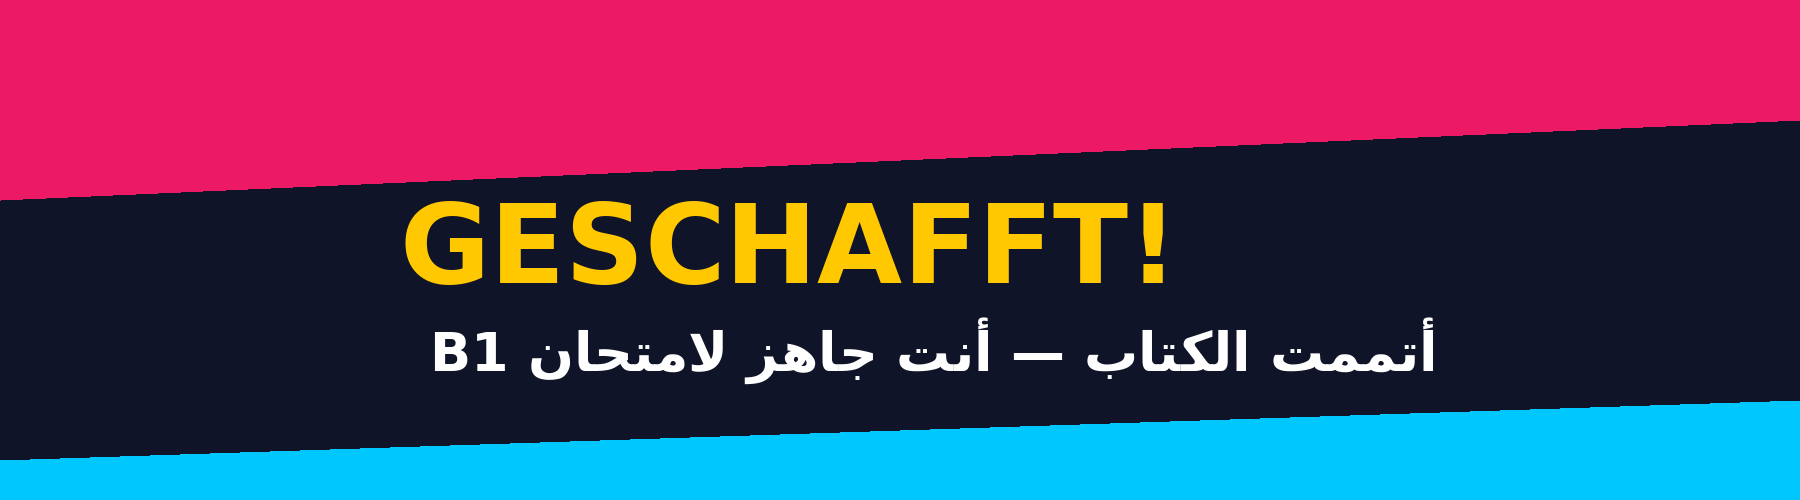 GESCHAFFT!
أتممت الكتاب — أنت جاهز لامتحان B1